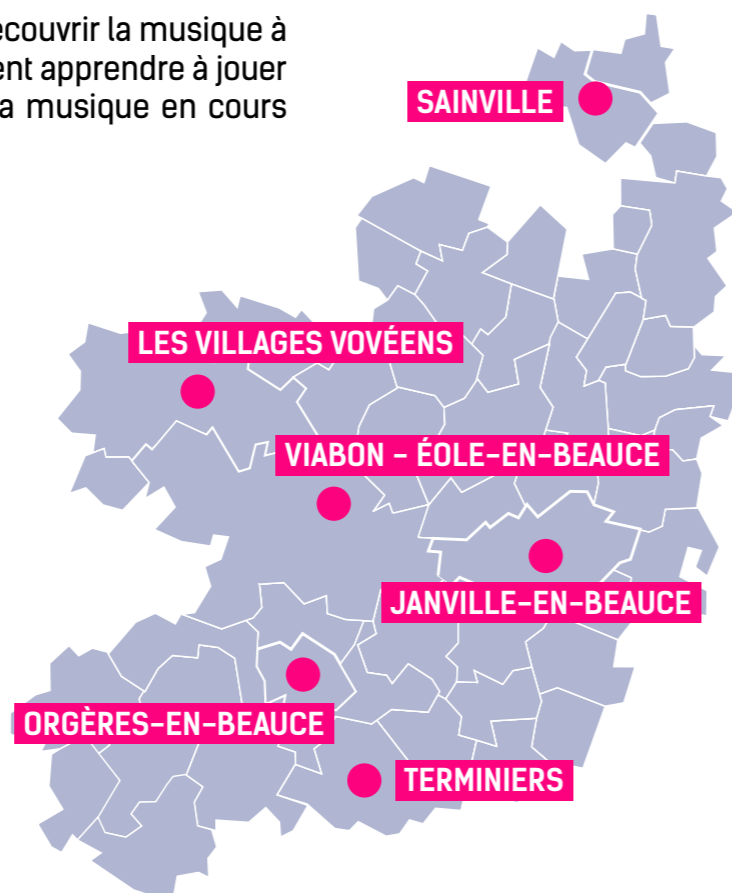 écouvrir la musique à
ent apprendre à jouer
a musique en cours
SAINVILLE
LES VILLAGES VOVÉENS
VIABON - ÉOLE-EN-BEAUCE
JANVILLE-EN-BEAUCE
ORGÈRES-EN-BEAUCE
TERMINIERS